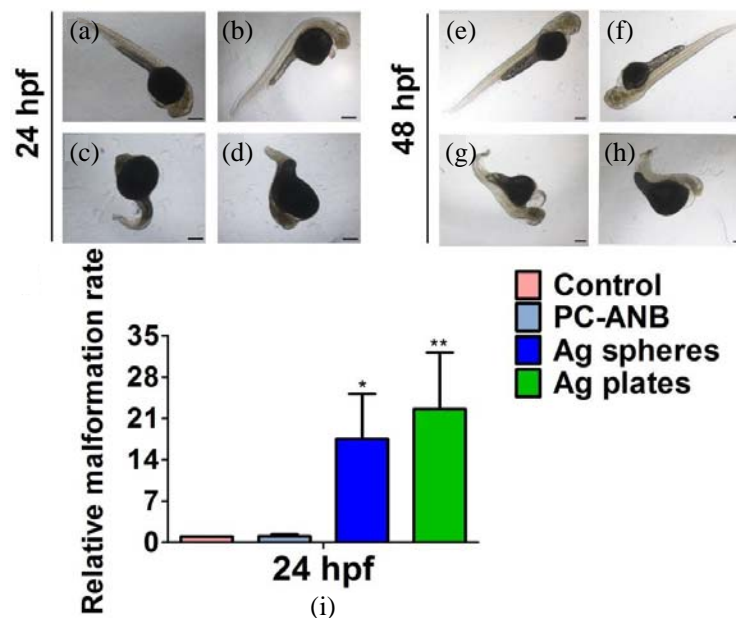 24 hpf
(a)
(b)
(c)
(d)
48 hpf
(e)
(f)
(g)
(h)
Control
PC-ANB
Ag spheres
Ag plates
Relative malformation rate
35
28
21
14
7
0
*
**
24 hpf
(i)